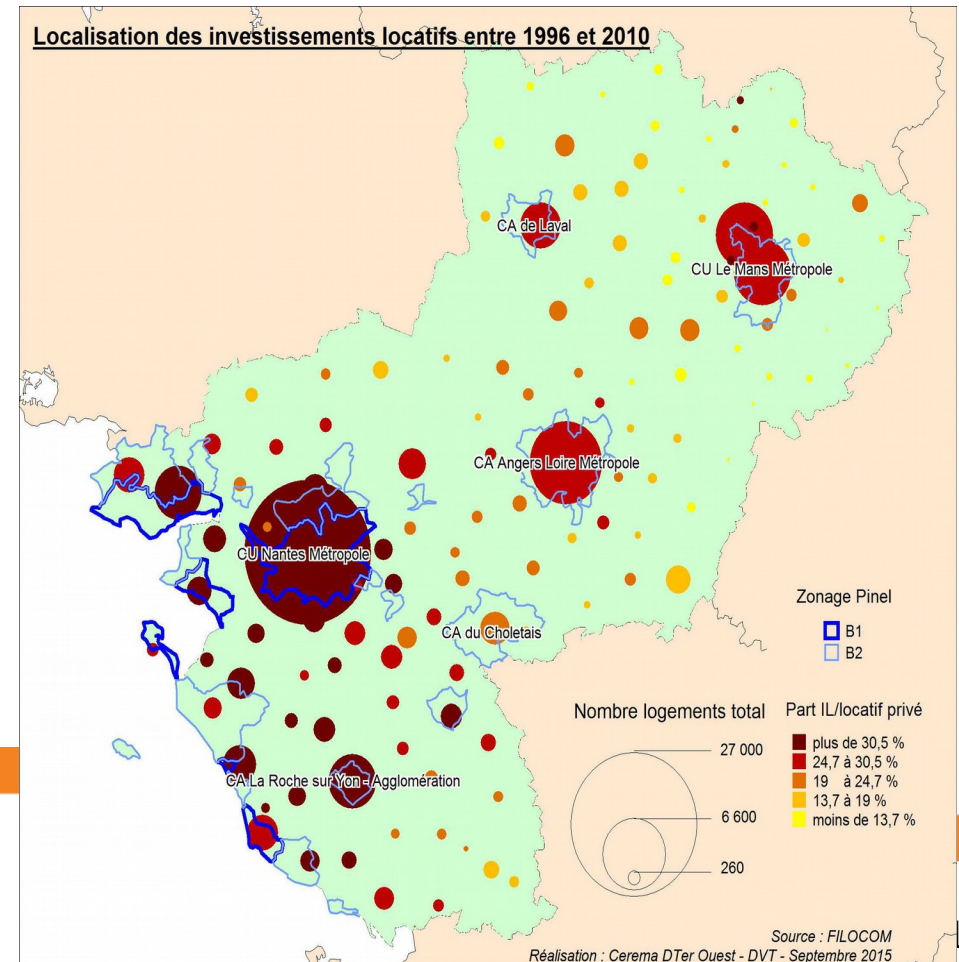 Localisation des investissements locatifs entre 1996 et 2010
CA de Laval
CU Le Mans Métropole
CA Angers Loire Métropole
CU Nantes Métropole
CA du Choletais
CA La Roche sur Yon - Agglomération
Zonage Pinel
B1
B2
Nombre logements total
27 000
6 600
260
Part IL/locatif privé
plus de 30,5 %
24,7 à 30,5 %
19 à 24,7 %
13,7 à 19 %
moins de 13,7 %
Source : FILOCOM
Réalisation : Cerema DTer Ouest - DVT - Septembre 2015